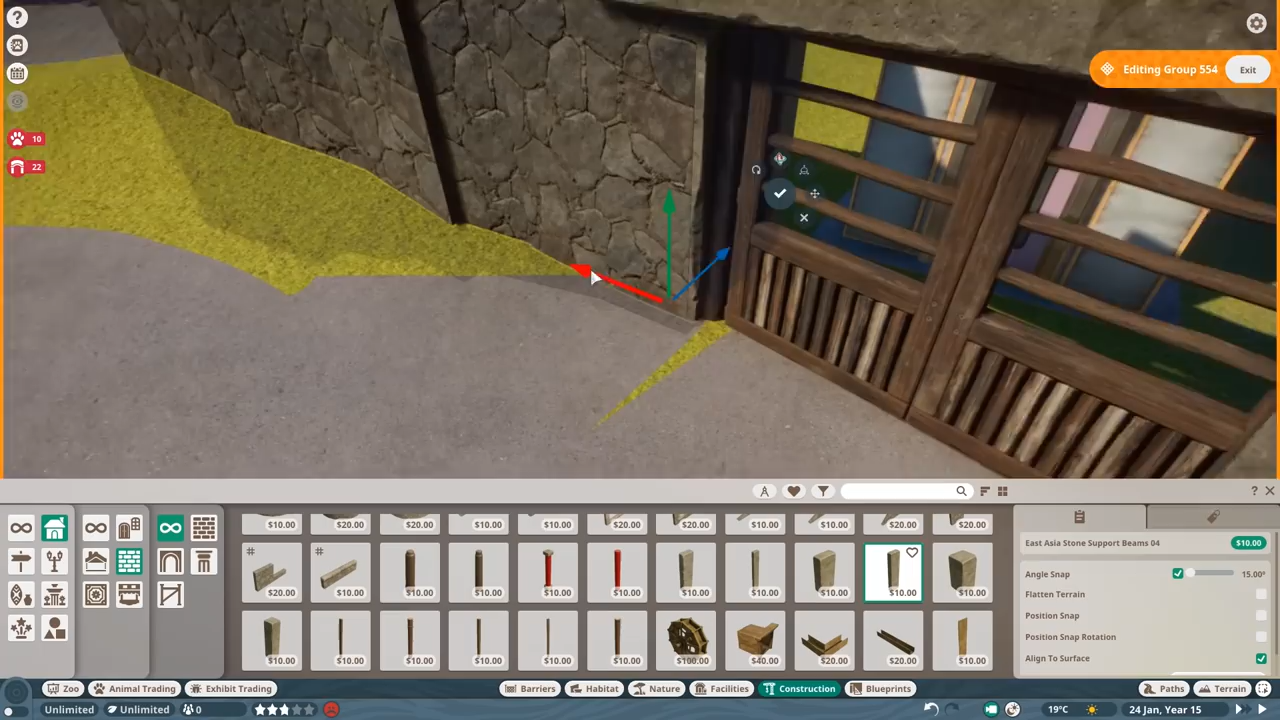 ?
Editing Group 554
Exit
10
22
? ×
$10.00 $20.00 $20.00 $10.00 $10.00 $20.00 $20.00 $10.00 $10.00 $20.00 $20.00
# #
$20.00 $10.00 $10.00 $10.00 $10.00 $10.00 $10.00 $10.00 $10.00 $10.00 $10.00
$10.00 $10.00 $10.00 $10.00 $10.00 $10.00 $100.00 $40.00 $20.00 $20.00 $10.00
East Asia Stone Support Beams 04 $10.00
Angle Snap 15.00°
Flatten Terrain
Position Snap
Position Snap Rotation
Align To Surface
Zoo Animal Trading Exhibit Trading Barriers Habitat Nature Facilities Construction Blueprints Paths Terrain
Unlimited Unlimited 0 19°C 24 Jan, Year 15